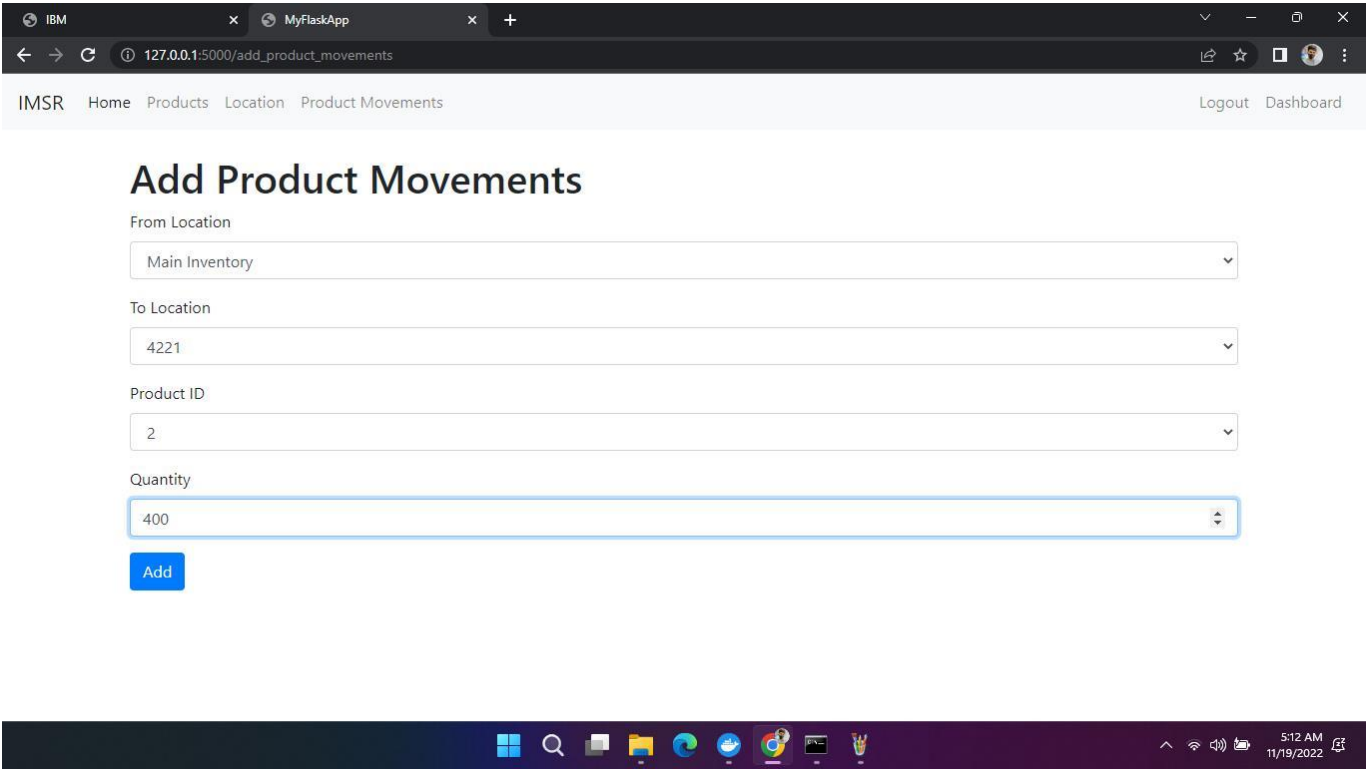 IBM MyFlaskApp
127.0.0.1:5000/add_product_movements
IMSR Home Products Location Product Movements Logout Dashboard
Add Product Movements
From Location
Main Inventory
To Location
4221
Product ID
2
Quantity
400
Add
5:12 AM
11/19/2022